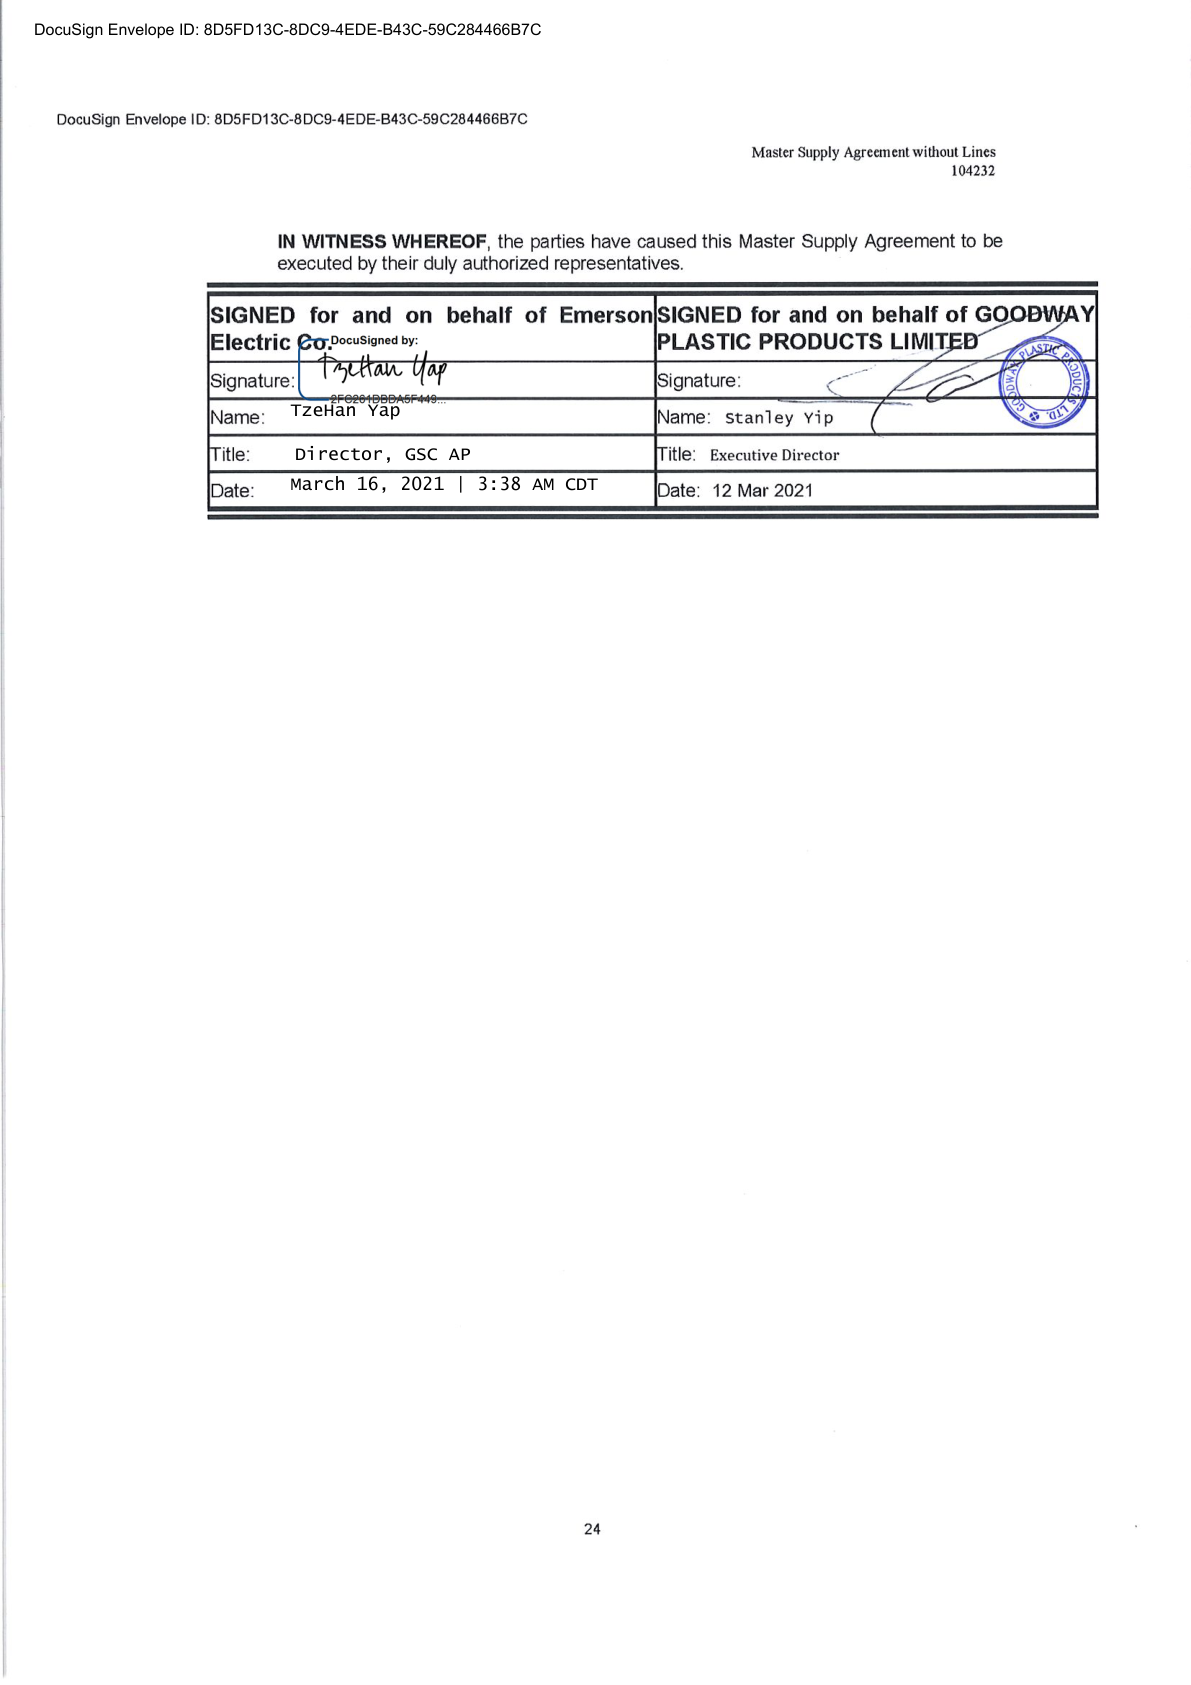 DocuSign Envelope ID: 8D5FD13C-8DC9-4EDE-B43C-59C284466B7C
DocuSign Envelope ID: 8D5FD13C-8DC9-4EDE-B43C-59C284466B7C
Master Supply Agreement without Lines
104232
IN WITNESS WHEREOF, the parties have caused this Master Supply Agreement to be
executed by their duly authorized representatives.
SIGNED for and on behalf of Emerson
Electric Co.
DocuSigned by:
TzeHan Yap
Signature:
2FC261DBDA5F449...
Name: TzeHan Yap
Title: Director, GSC AP
Date: March 16, 2021 | 3:38 AM CDT
SIGNED for and on behalf of GOODWAY
PLASTIC PRODUCTS LIMITED
Signature:
GOODWAY PLASTIC PRODUCTS LTD.
Name: Stanley Yip
Title: Executive Director
Date: 12 Mar 2021
24